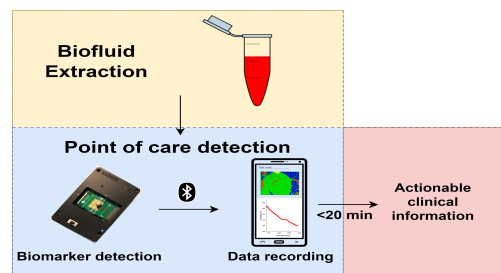 Biofluid
Extraction
Point of care detection
<20 min
Actionable
clinical
information
Biomarker detection
Data recording